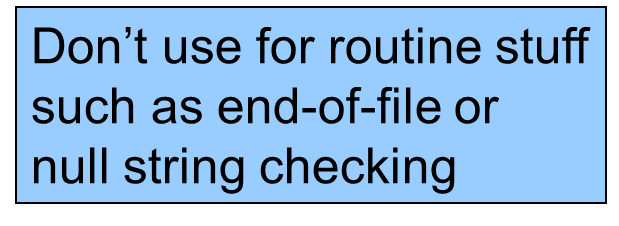 Don’t use for routine stuff
such as end-of-file or
null string checking